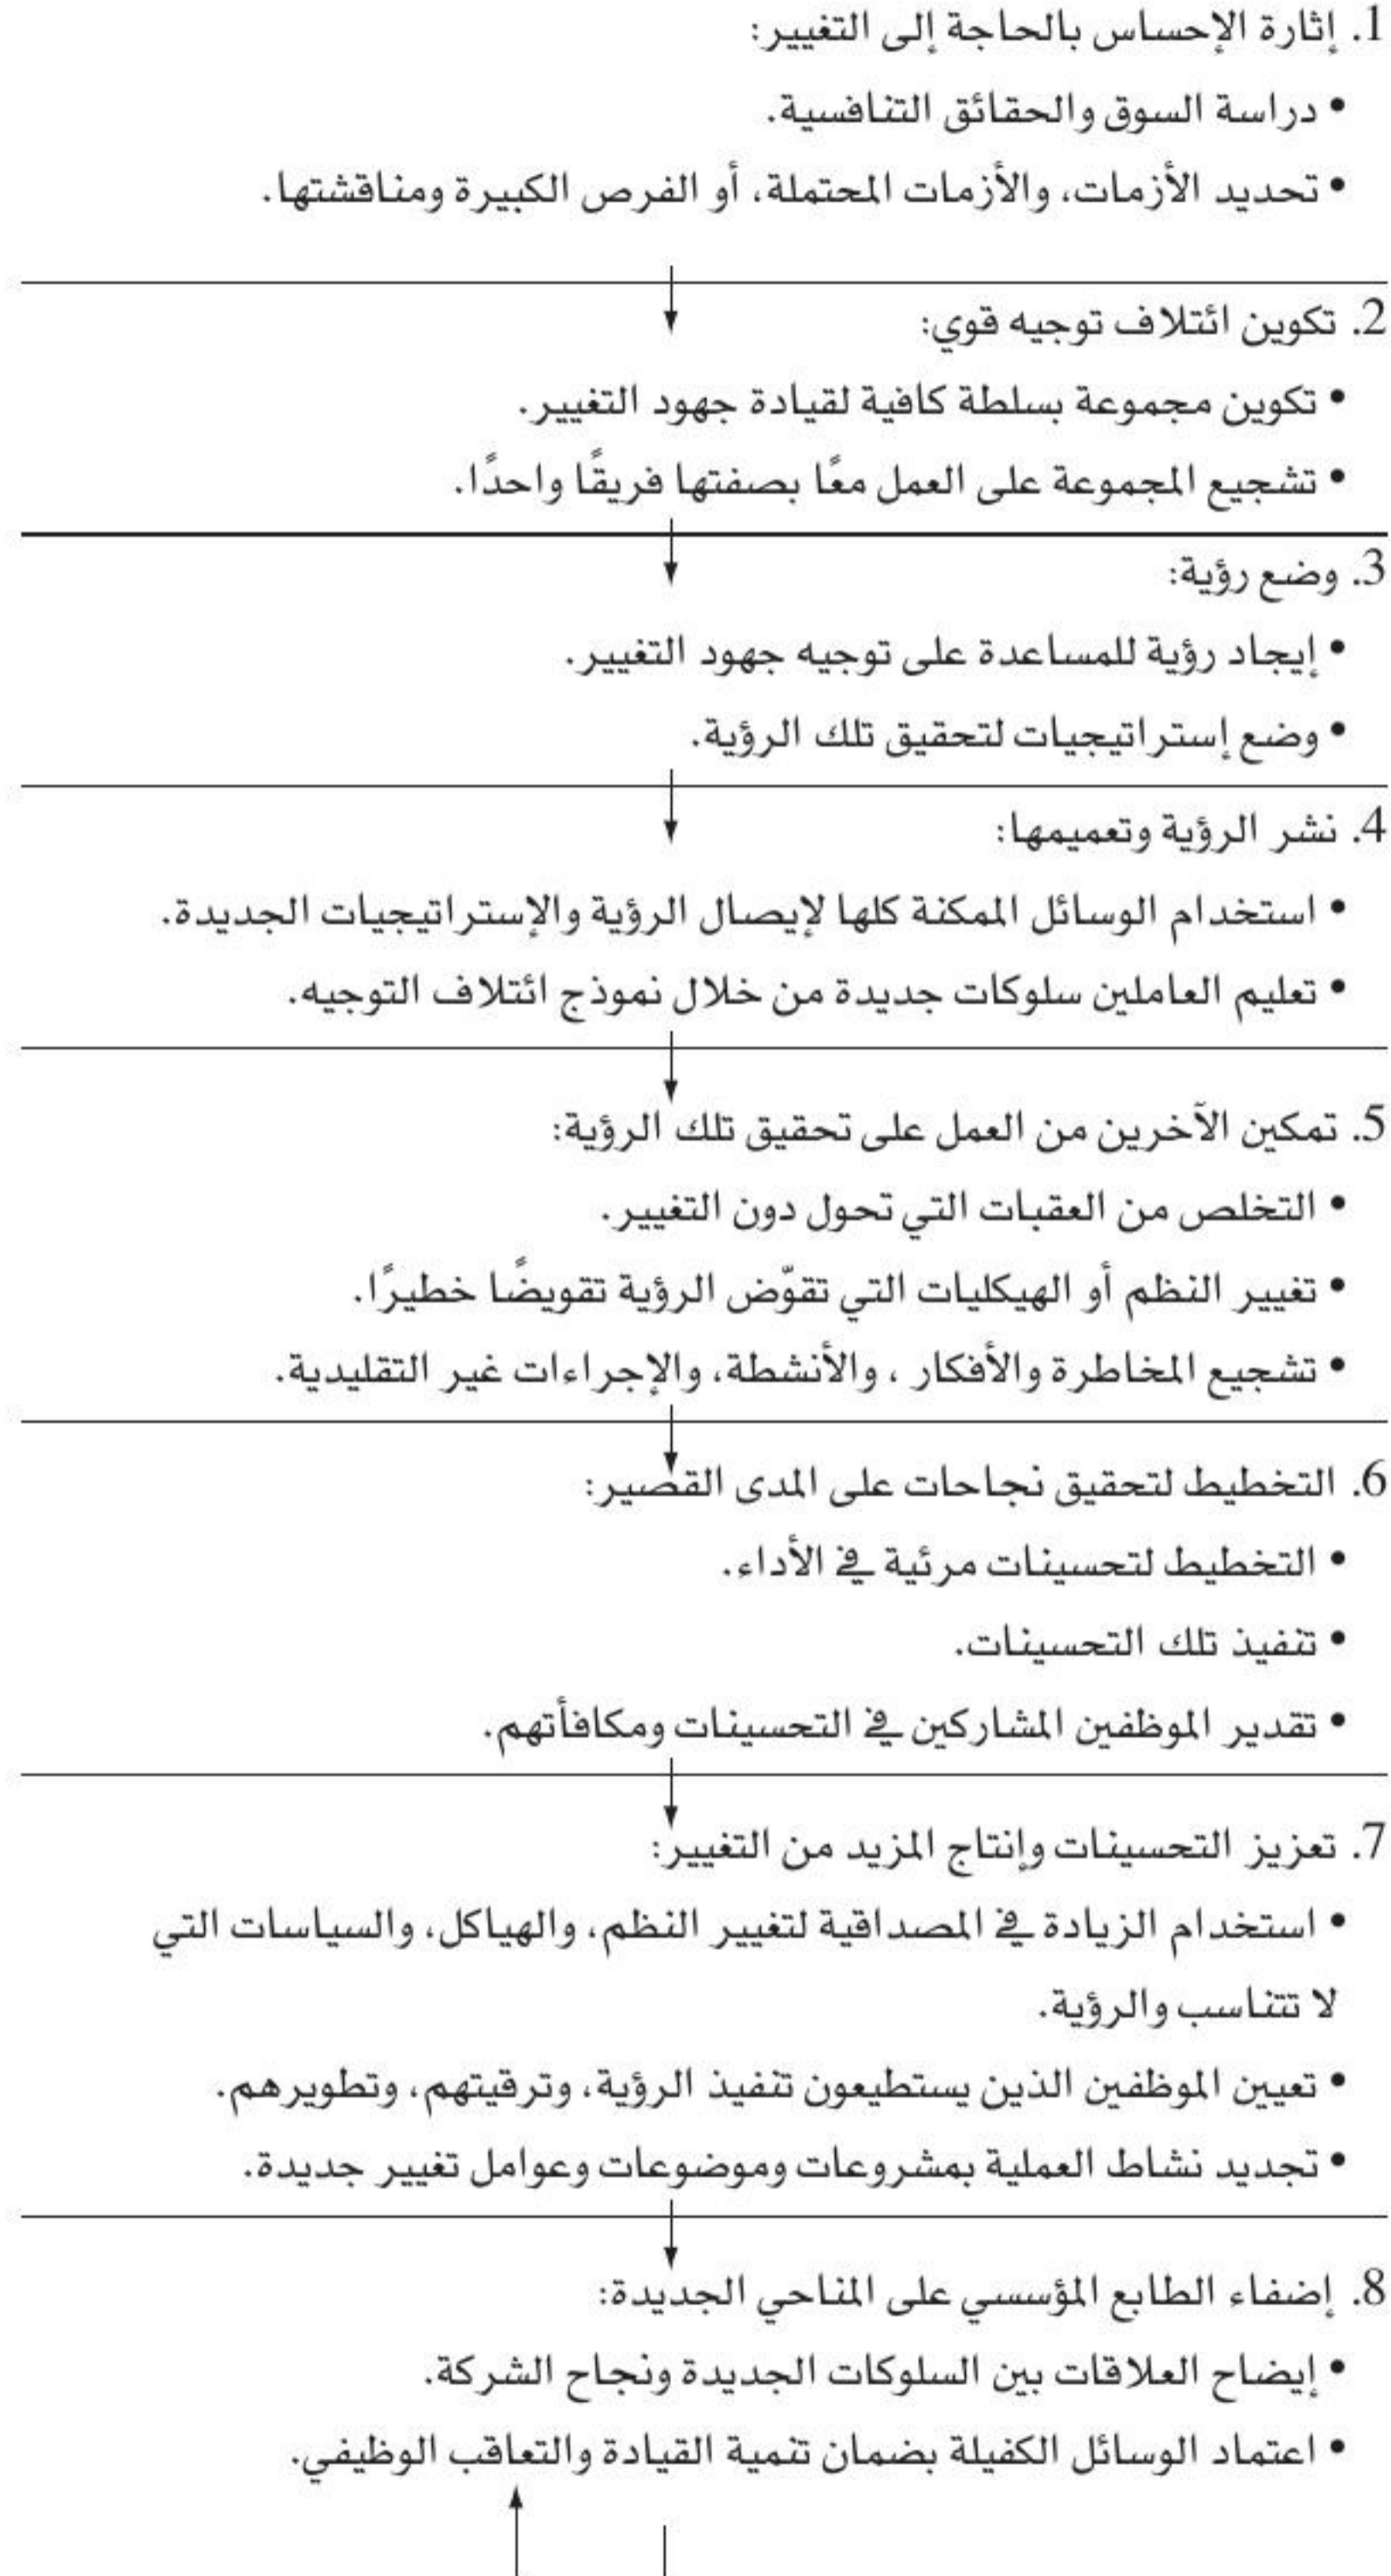 1. إثارة الإحساس بالحاجة إلى التغيير:
• دراسة السوق والحقائق التنافسية.
• تحديد الأزمات، والأزمات المحتملة، أو الفرص الكبيرة ومناقشتها.
2. تكوين ائتلاف توجيه قوي:
• تكوين مجموعة بسلطة كافية لقيادة جهود التغيير.
• تشجيع المجموعة على العمل معًا بصفتها فريقًا واحدًا.
3. وضع رؤية:
• إيجاد رؤية للمساعدة على توجيه جهود التغيير.
• وضع إستراتيجيات لتحقيق تلك الرؤية.
4. نشر الرؤية وتعميمها:
• استخدام الوسائل الممكنة كلها لإيصال الرؤية والإستراتيجيات الجديدة.
• تعليم العاملين سلوكات جديدة من خلال نموذج ائتلاف التوجيه.
5. تمكين الآخرين من العمل على تحقيق تلك الرؤية:
• التخلص من العقبات التي تحول دون التغيير.
• تغيير النظم أو الهيكليات التي تقوّض الرؤية تقويضًا خطيرًا.
• تشجيع المخاطرة والأفكار ، والأنشطة، والإجراءات غير التقليدية.
6. التخطيط لتحقيق نجاحات على المدى القصير:
• التخطيط لتحسينات مرئية في الأداء.
• تنفيذ تلك التحسينات.
• تقدير الموظفين المشاركين في التحسينات ومكافأتهم.
7. تعزيز التحسينات وإنتاج المزيد من التغيير:
• استخدام الزيادة في المصداقية لتغيير النظم، والهياكل، والسياسات التي
لا تتناسب والرؤية.
• تعيين الموظفين الذين يستطيعون تنفيذ الرؤية، وترقيتهم، وتطويرهم.
• تجديد نشاط العملية بمشروعات وموضوعات وعوامل تغيير جديدة.
8. إضفاء الطابع المؤسسي على المناحي الجديدة:
• إيضاح العلاقات بين السلوكات الجديدة ونجاح الشركة.
• اعتماد الوسائل الكفيلة بضمان تنمية القيادة والتعاقب الوظيفي.